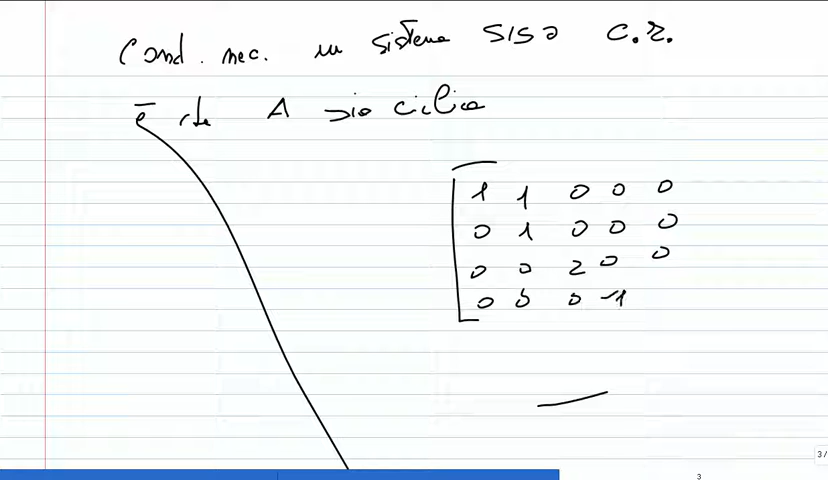 Cond. nec. in sistema SISO C.R.
è che A sia ciclica
1 1 0 0 0
0 1 0 0 0
0 0 2 0 0
0 0 0 -1
3 /
3